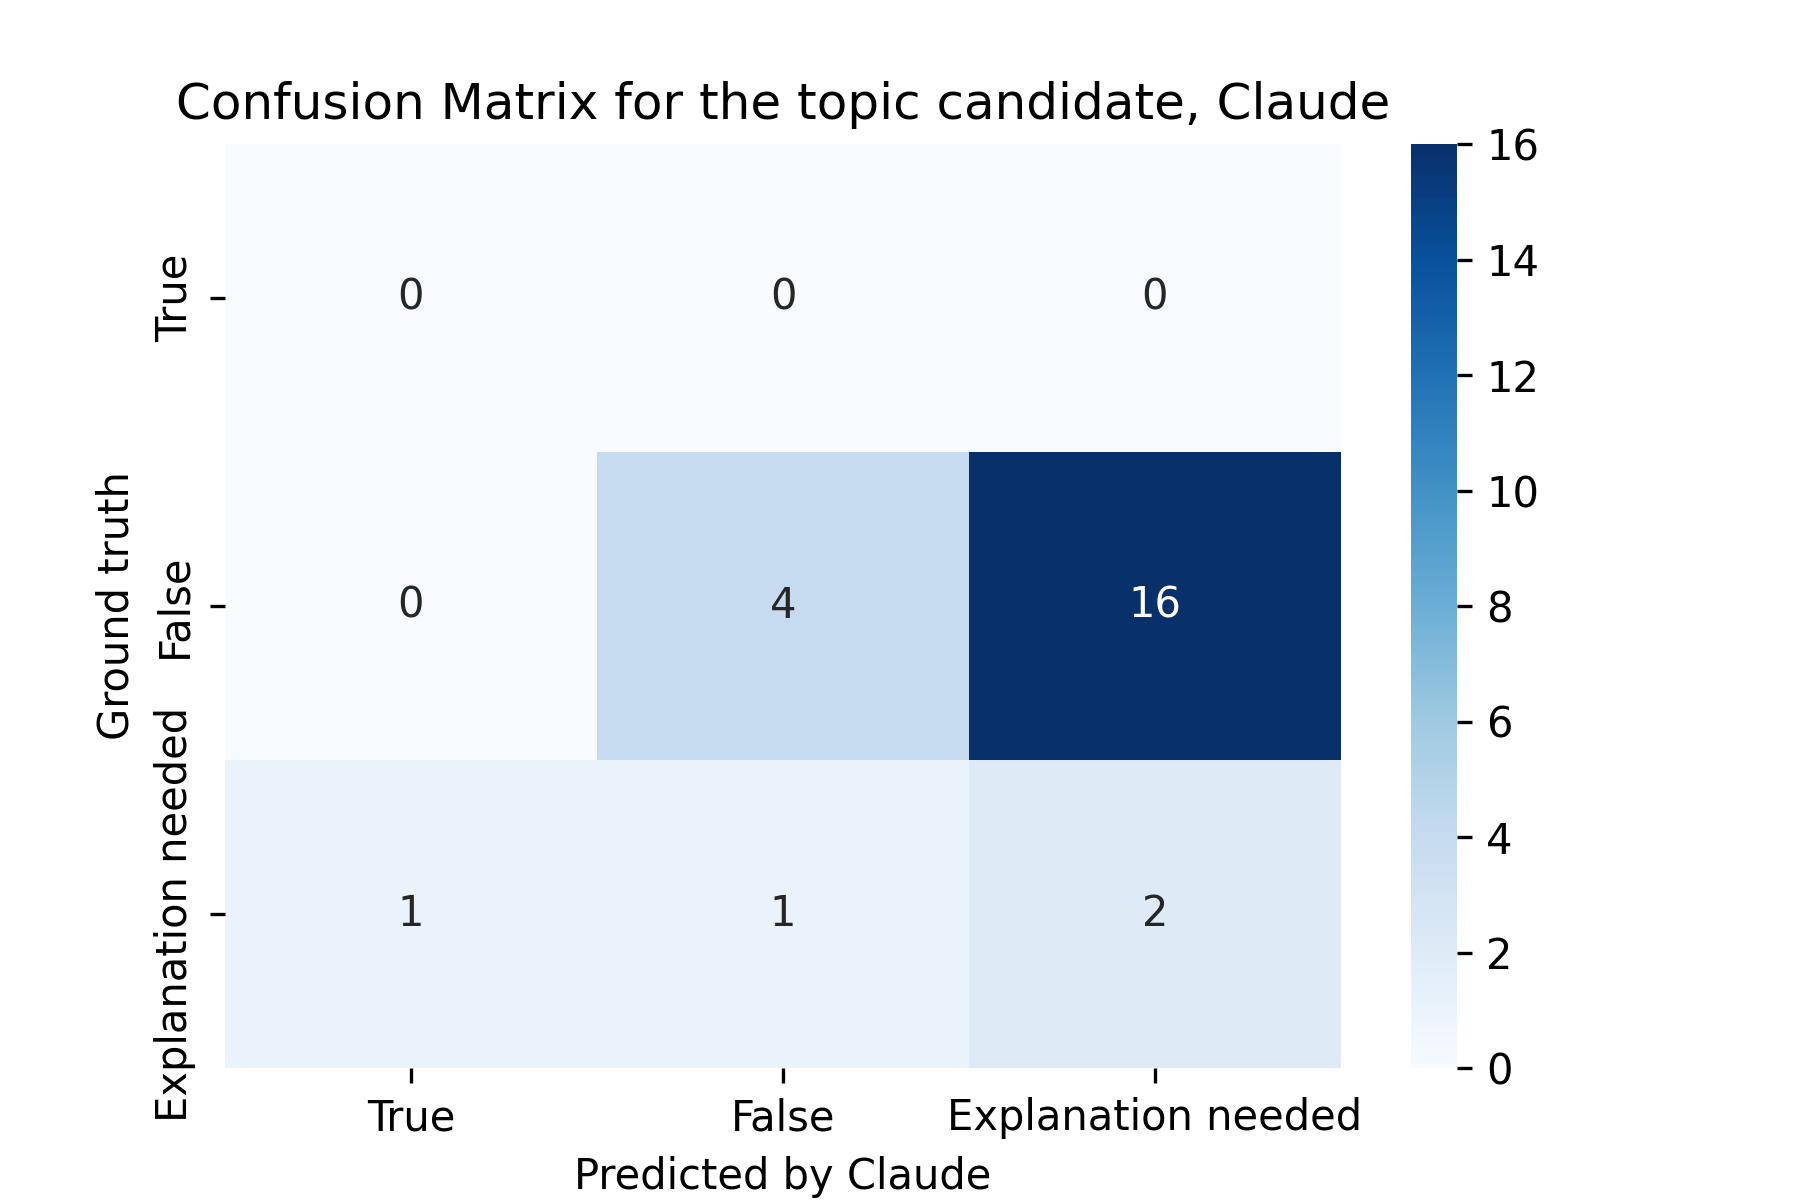 Confusion Matrix for the topic candidate, Claude
Ground truth
True
0 0 0
False
0 4 16
Explanation needed
1 1 2
True False Explanation needed
Predicted by Claude
16
14
12
10
8
6
4
2
0